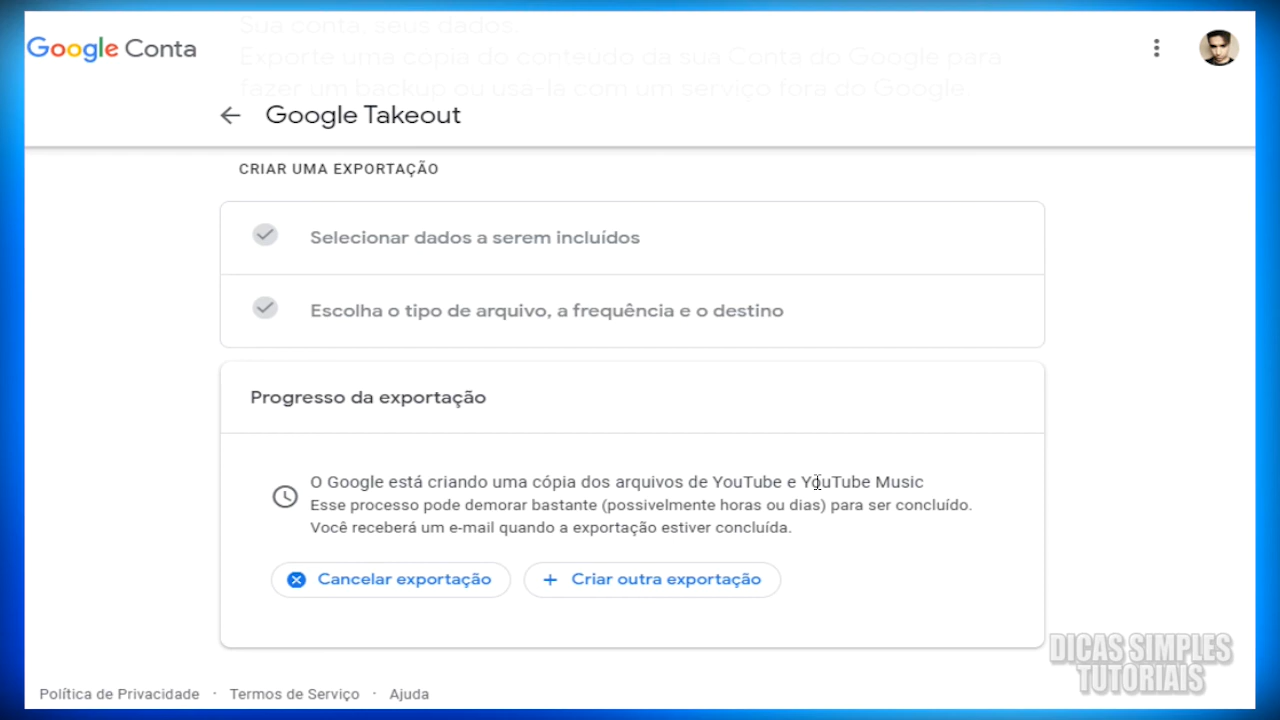 Sua conta, seus dados.
Exporte uma cópia do conteúdo da sua Conta do Google para
fazer um backup ou usá-la com um serviço fora do Google.
Google Conta
Google Takeout
CRIAR UMA EXPORTAÇÃO
Selecionar dados a serem incluídos
Escolha o tipo de arquivo, a frequência e o destino
Progresso da exportação
O Google está criando uma cópia dos arquivos de YouTube e YouTube Music
Esse processo pode demorar bastante (possivelmente horas ou dias) para ser concluído.
Você receberá um e-mail quando a exportação estiver concluída.
Cancelar exportação
Criar outra exportação
DICAS SIMPLES
TUTORIAIS
Política de Privacidade · Termos de Serviço · Ajuda